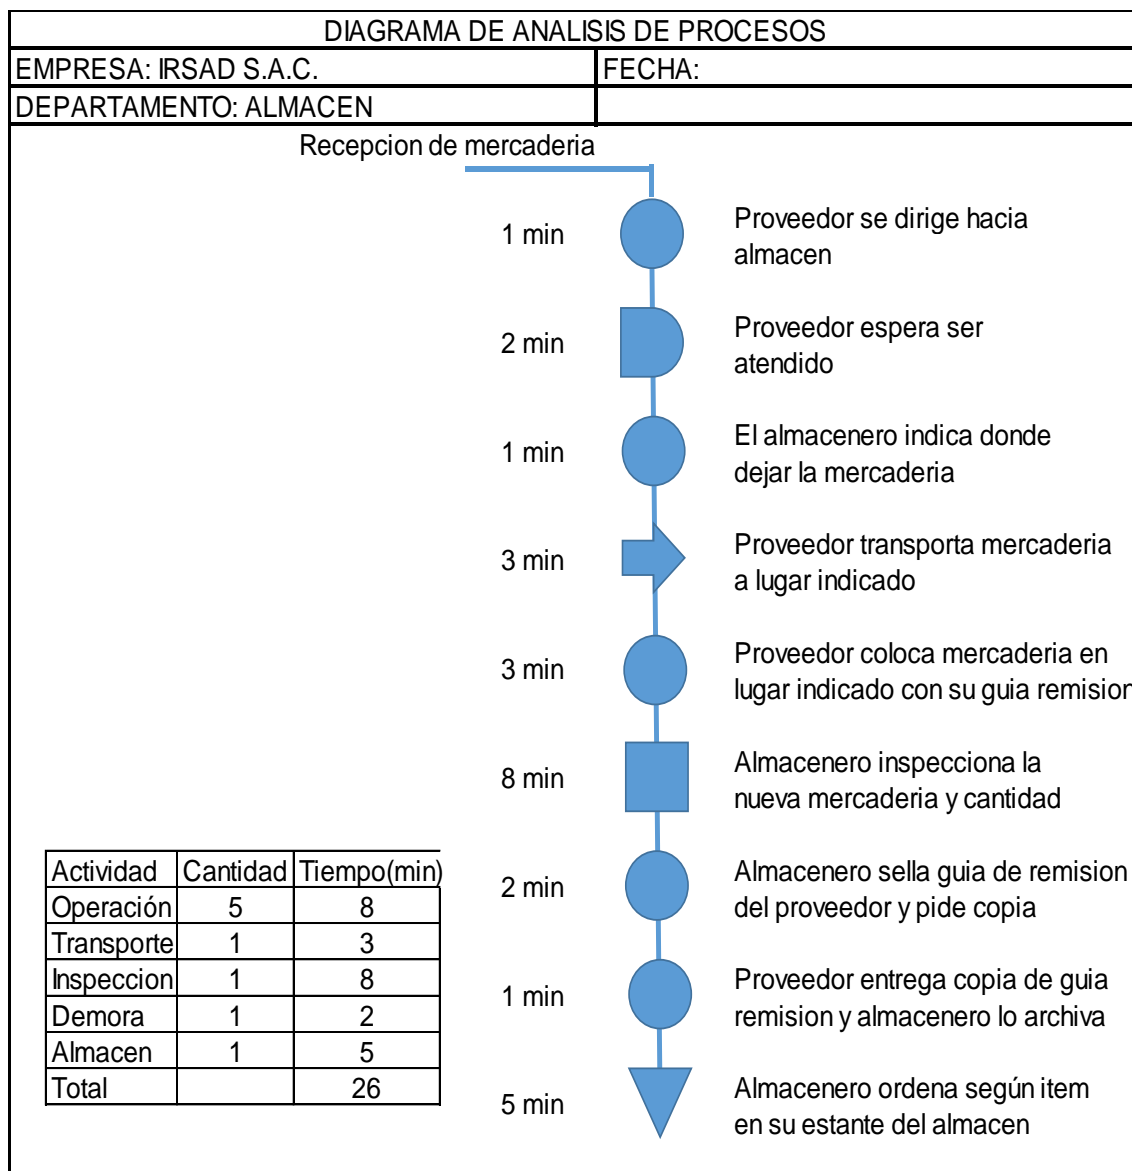 DIAGRAMA DE ANALISIS DE PROCESOS
EMPRESA: IRSAD S.A.C.
FECHA:
DEPARTAMENTO: ALMACEN
Recepcion de mercaderia
1 min
Proveedor se dirige hacia
almacen
2 min
Proveedor espera ser
atendido
1 min
El almacenero indica donde
dejar la mercaderia
3 min
Proveedor transporta mercaderia
a lugar indicado
3 min
Proveedor coloca mercaderia en
lugar indicado con su guia remision
8 min
Almacenero inspecciona la
nueva mercaderia y cantidad
2 min
Almacenero sella guia de remision
del proveedor y pide copia
1 min
Proveedor entrega copia de guia
remision y almacenero lo archiva
5 min
Almacenero ordena según item
en su estante del almacen
Actividad Cantidad Tiempo(min)
Operación 5 8
Transporte 1 3
Inspeccion 1 8
Demora 1 2
Almacen 1 5
Total 26